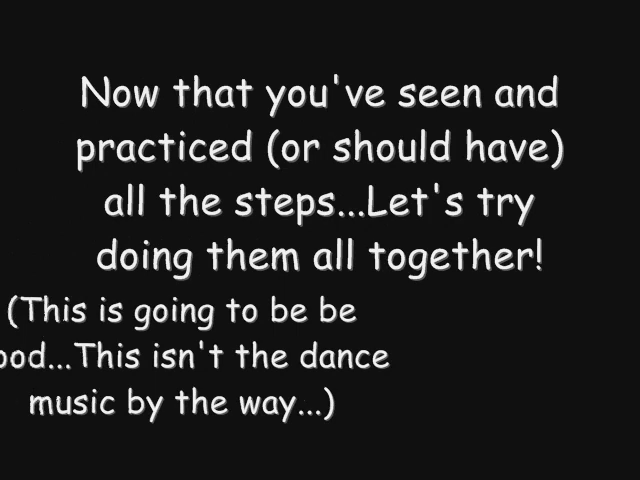 Now that you've seen and
practiced (or should have)
all the steps...Let's try
doing them all together!
(This is going to be be
ood...This isn't the dance
music by the way...)